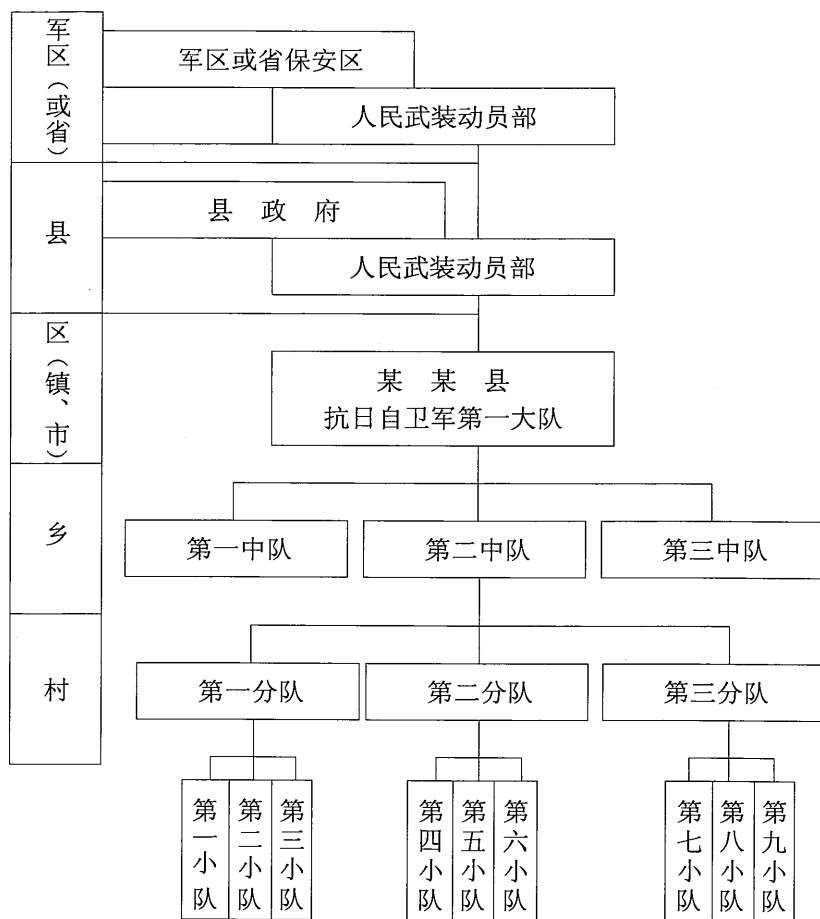 军区（或省）
军区或省保安区
人民武装动员部
县
县 政 府
人民武装动员部
区（镇、市）
某 某 县
抗日自卫军第一大队
乡
第一中队
第二中队
第三中队
村
第一分队
第二分队
第三分队
第一小队
第二小队
第三小队
第四小队
第五小队
第六小队
第七小队
第八小队
第九小队